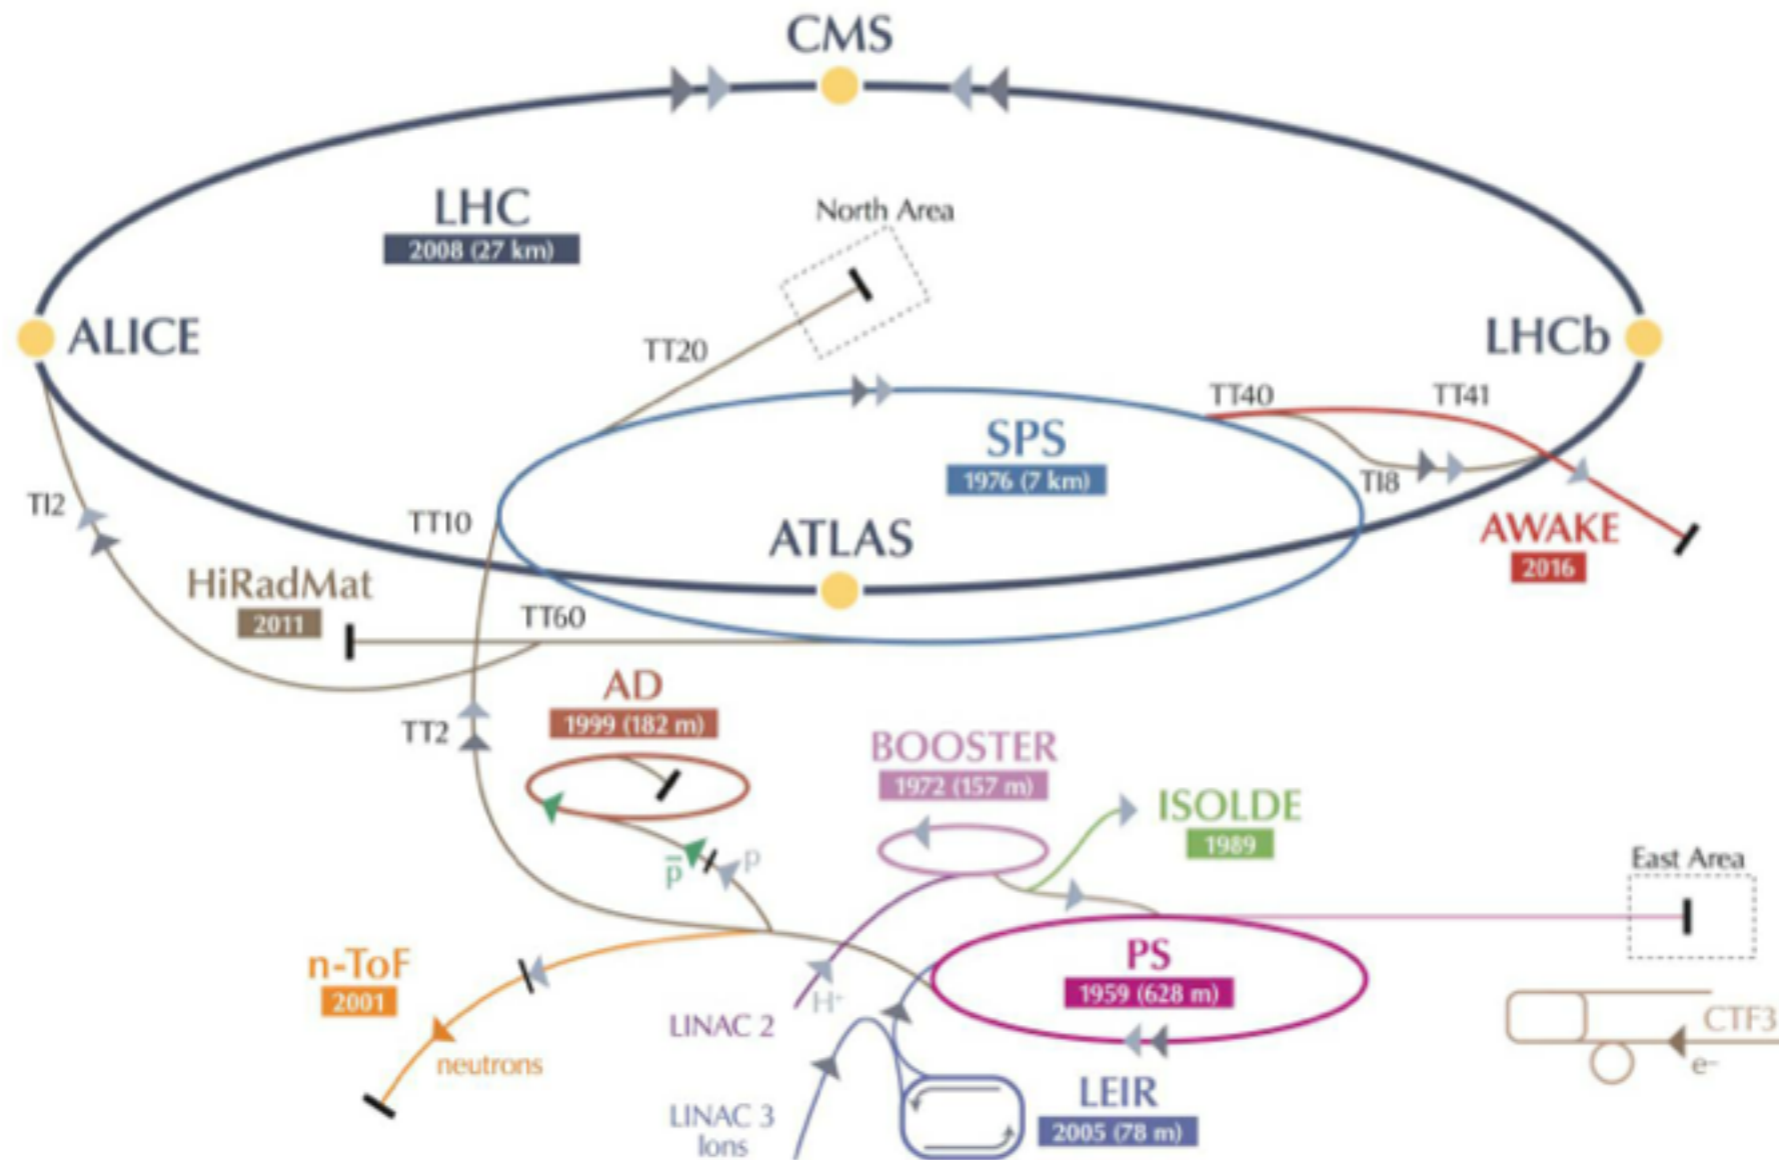 CMS
LHC
2008 (27 km)
North Area
ALICE
LHCb
TT20
TT40
TT41
SPS
1976 (7 km)
TI8
TI2
TT10
ATLAS
AWAKE
2016
HiRadMat
2011
TT60
AD
1999 (182 m)
TT2
BOOSTER
1972 (157 m)
ISOLDE
1989
p̅
p
East Area
n-ToF
2001
PS
1959 (628 m)
H⁺
LINAC 2
CTF3
e⁻
neutrons
LEIR
2005 (78 m)
LINAC 3
Ions